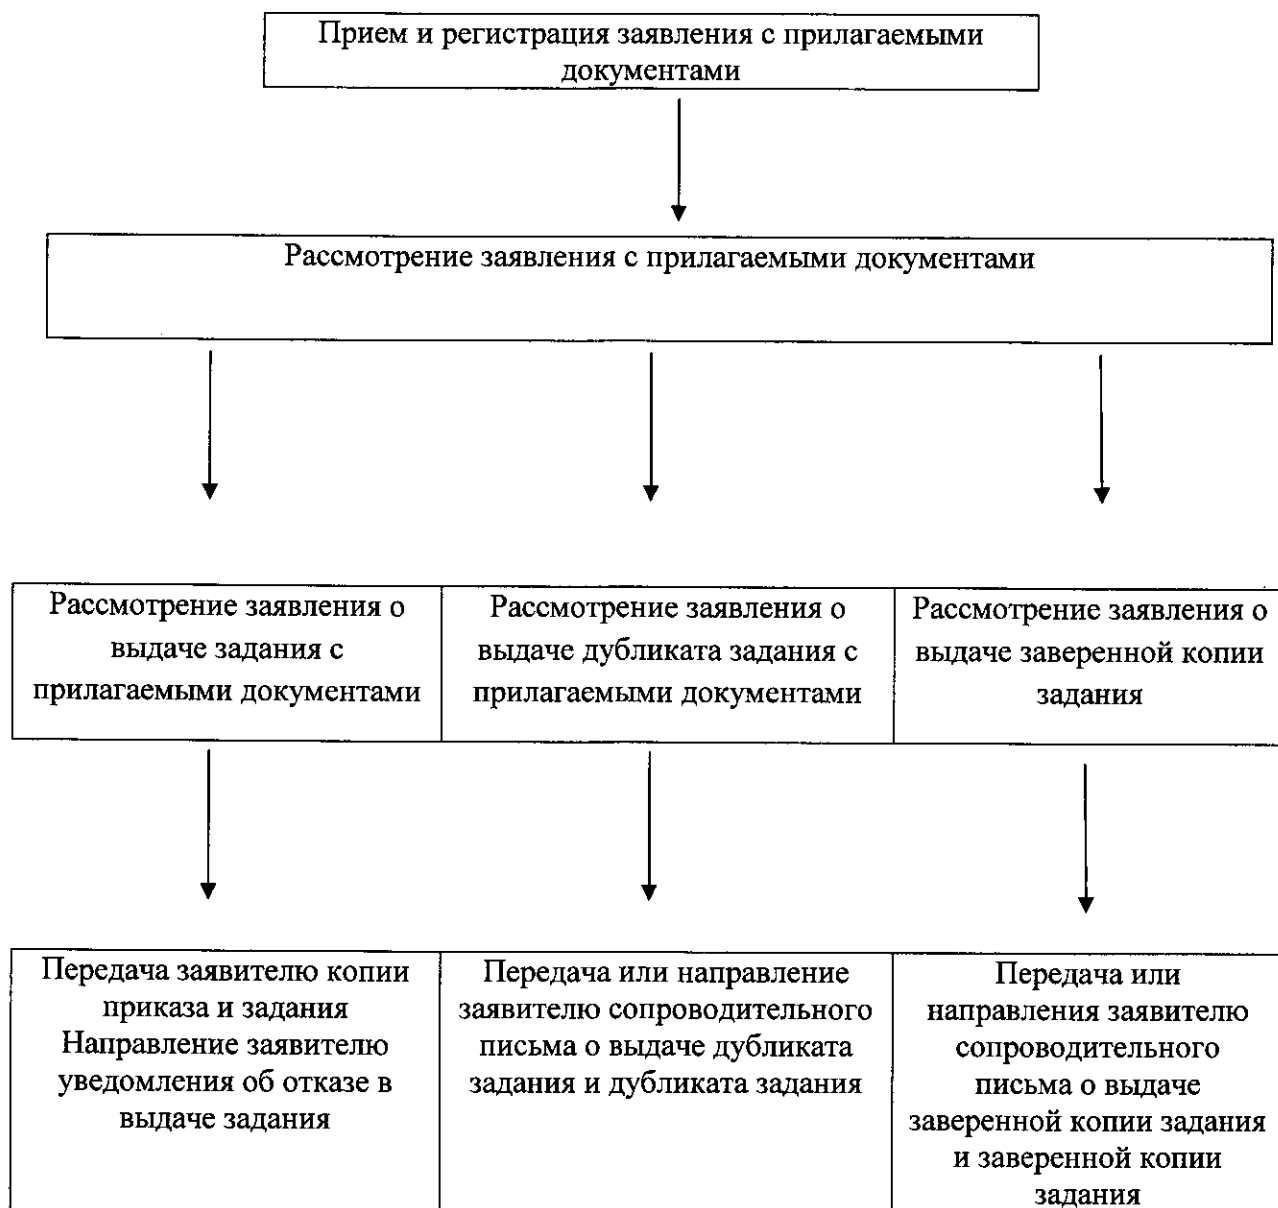 Прием и регистрация заявления с прилагаемыми
документами
Рассмотрение заявления с прилагаемыми документами
Рассмотрение заявления о
выдаче задания с
прилагаемыми документами
Рассмотрение заявления о
выдаче дубликата задания с
прилагаемыми документами
Рассмотрение заявления о
выдаче заверенной копии
задания
Передача заявителю копии
приказа и задания
Направление заявителю
уведомления об отказе в
выдаче задания
Передача или направление
заявителю сопроводительного
письма о выдаче дубликата
задания и дубликата задания
Передача или
направления заявителю
сопроводительного
письма о выдаче
заверенной копии задания
и заверенной копии
задания